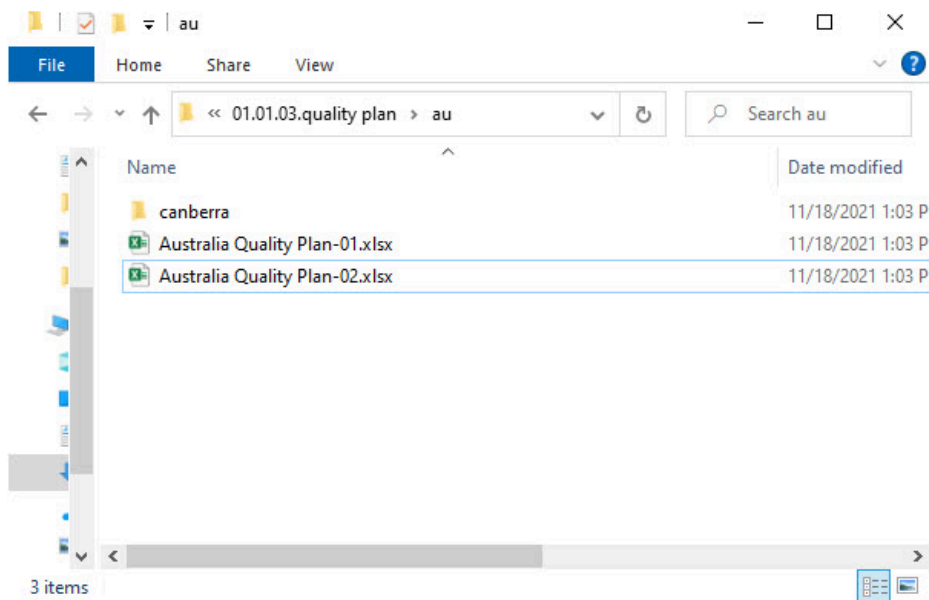 au
File Home Share View
« 01.01.03.quality plan > au
Search au
Name Date modified
canberra 11/18/2021 1:03 P
Australia Quality Plan-01.xlsx 11/18/2021 1:03 P
Australia Quality Plan-02.xlsx 11/18/2021 1:03 P
3 items